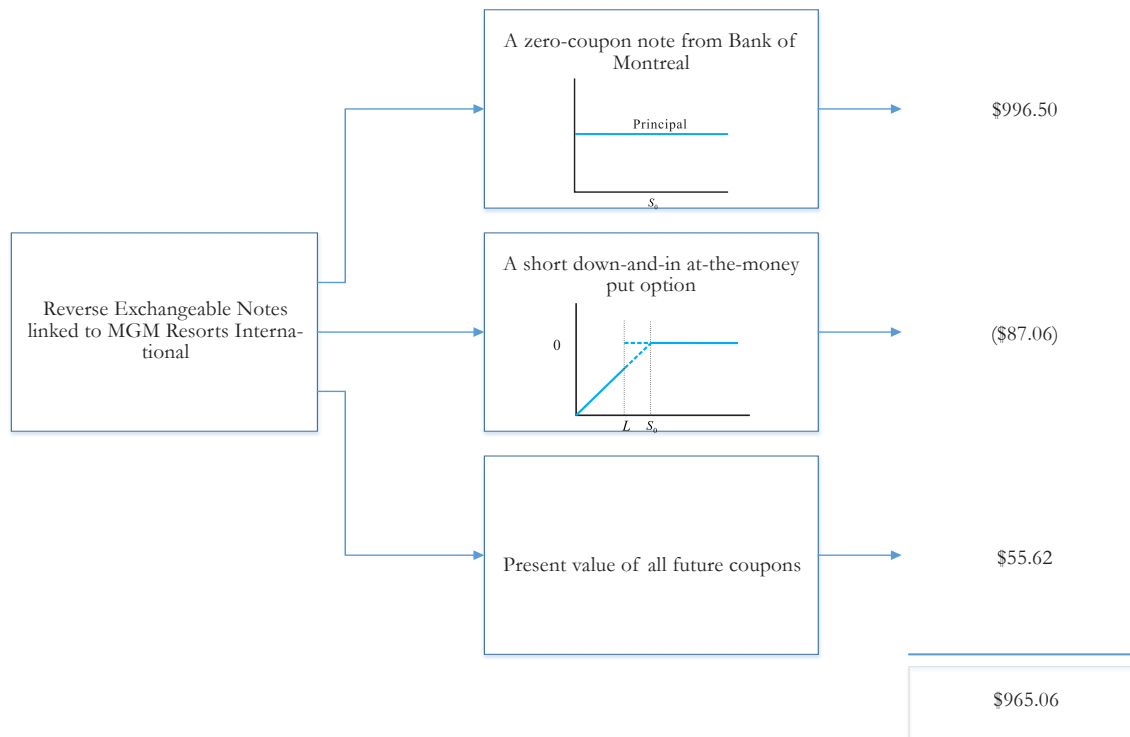 A zero-coupon note from Bank of
Montreal
Principal
S₀
$996.50
Reverse Exchangeable Notes
linked to MGM Resorts Interna-
tional
A short down-and-in at-the-money
put option
0
L S₀
($87.06)
Present value of all future coupons
$55.62
$965.06